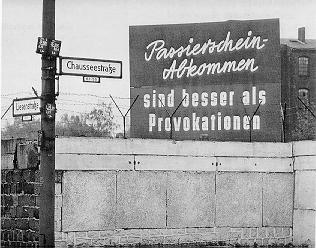 Chausseestraße
Liesenstraße
Passierschein-
Abkommen
sind besser als
Provokationen